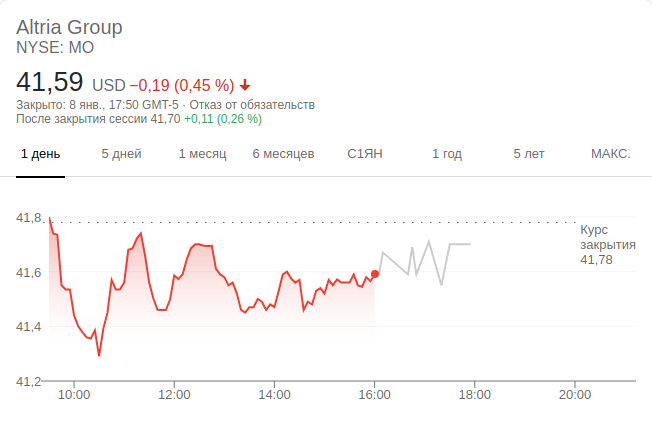 Altria Group
NYSE: MO
41,59 USD −0,19 (0,45 %)
Закрыто: 8 янв., 17:50 GMT-5 · Отказ от обязательств
После закрытия сессии 41,70 +0,11 (0,26 %)
1 день 5 дней 1 месяц 6 месяцев С1ЯН 1 год 5 лет МАКС.
41,8
Курс
закрытия
41,78
41,6
41,4
41,2
10:00 12:00 14:00 16:00 18:00 20:00